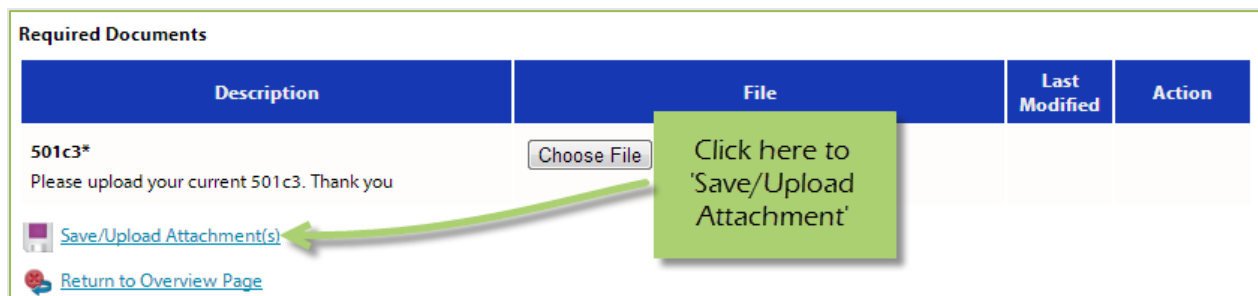 Required Documents
Description
File
Last
Modified
Action
501c3*
Please upload your current 501c3. Thank you
Choose File
Click here to
'Save/Upload
Attachment'
Save/Upload Attachment(s)
Return to Overview Page